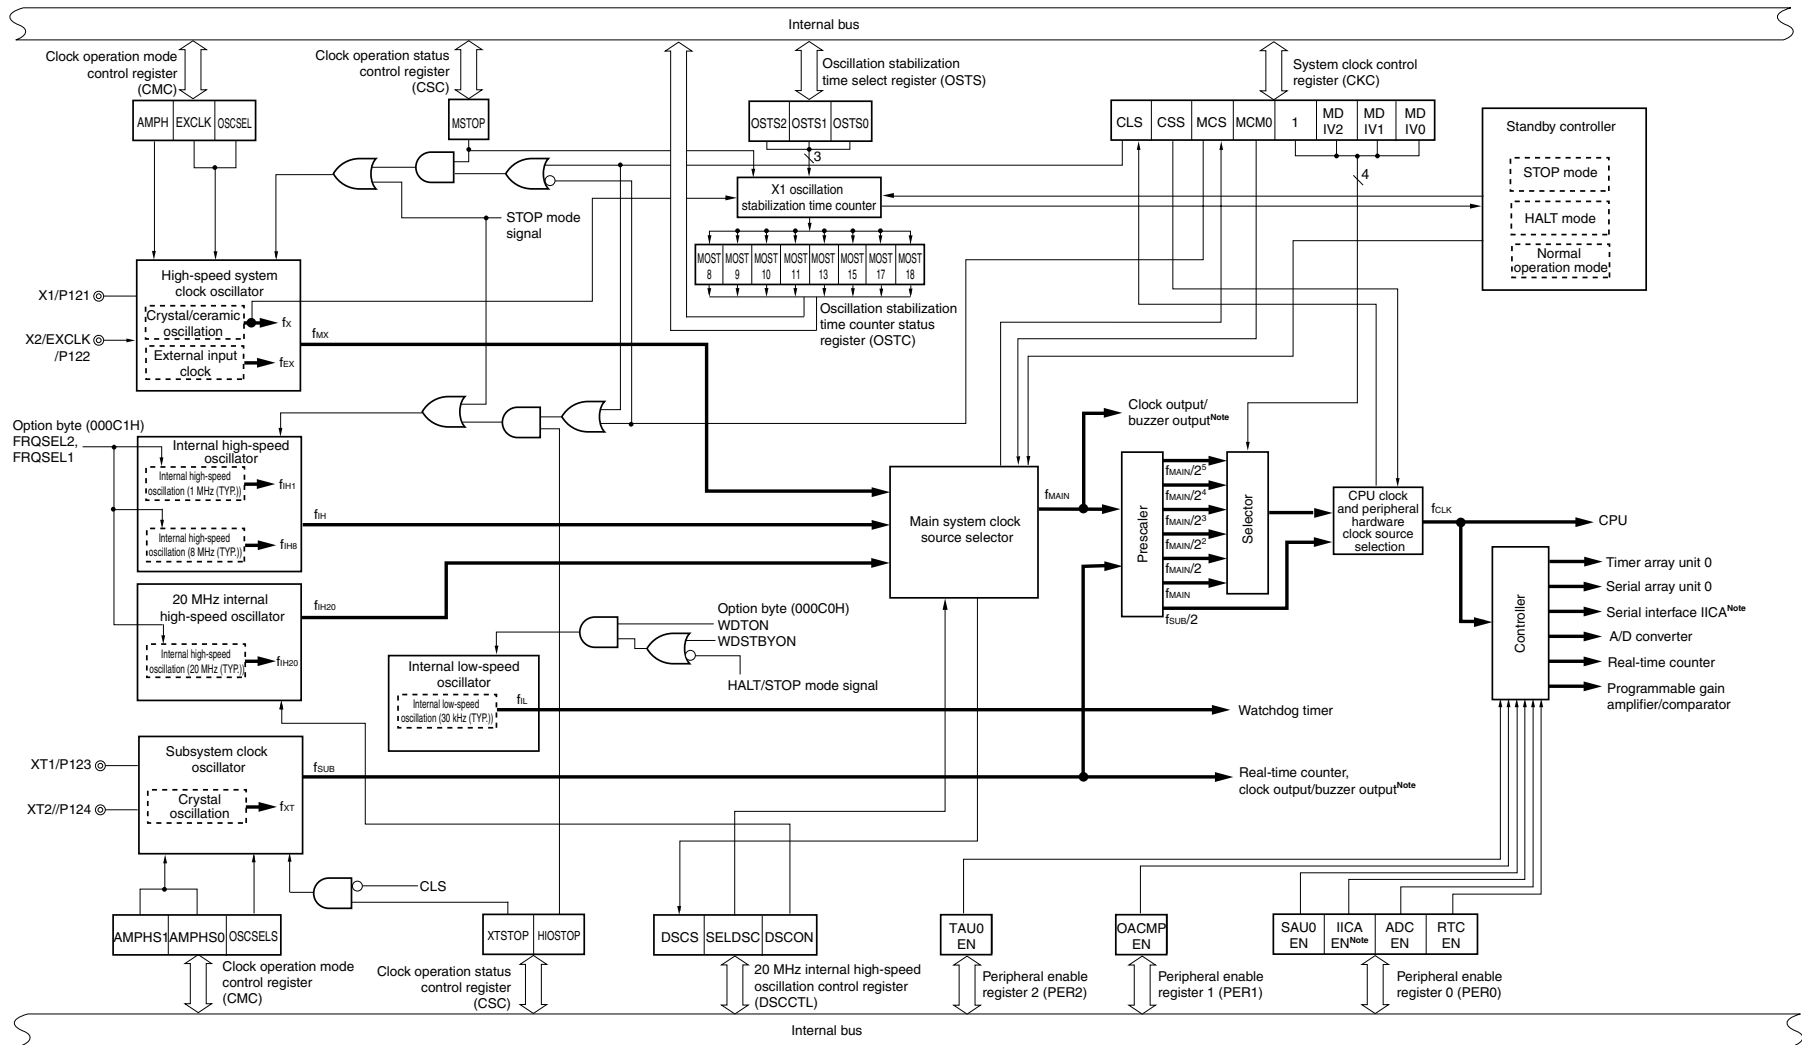 Internal bus
Clock operation mode
control register
(CMC)
AMPH
EXCLK
OSCSEL
Clock operation status
control register
(CSC)
MSTOP
Oscillation stabilization
time select register (OSTS)
OSTS2
OSTS1
OSTS0
3
System clock control
register (CKC)
CLS
CSS
MCS
MCM0
1
MD
IV2
MD
IV1
MD
IV0
4
Standby controller
STOP mode
HALT mode
Normal
operation mode
X1 oscillation
stabilization time counter
STOP mode
signal
MOST
8
MOST
9
MOST
10
MOST
11
MOST
13
MOST
15
MOST
17
MOST
18
Oscillation stabilization
time counter status
register (OSTC)
X1/P121
X2/EXCLK
/P122
High-speed system
clock oscillator
Crystal/ceramic
oscillation
fX
External input
clock
fEX
fMX
Option byte (000C1H)
FRQSEL2,
FRQSEL1
Internal high-speed
oscillator
Internal high-speed
oscillation (1 MHz (TYP.))
fIH1
Internal high-speed
oscillation (8 MHz (TYP.))
fIH8
fIH
20 MHz internal
high-speed oscillator
Internal high-speed
oscillation (20 MHz (TYP.))
fIH20
fIH20
Main system clock
source selector
fMAIN
Clock output/
buzzer outputNote
Prescaler
fMAIN/2⁵
fMAIN/2⁴
fMAIN/2³
fMAIN/2²
fMAIN/2
fMAIN
fSUB/2
Selector
CPU clock
and peripheral
hardware
clock source
selection
fCLK
CPU
Controller
Timer array unit 0
Serial array unit 0
Serial interface IICANote
A/D converter
Real-time counter
Programmable gain
amplifier/comparator
Option byte (000C0H)
WDTON
WDSTBYON
HALT/STOP mode signal
Internal low-speed
oscillator
Internal low-speed
oscillation (30 kHz (TYP.))
fIL
Watchdog timer
XT1/P123
XT2//P124
Subsystem clock
oscillator
Crystal
oscillation
fXT
fSUB
Real-time counter,
clock output/buzzer outputNote
CLS
AMPHS1
AMPHS0
OSCSELS
Clock operation mode
control register
(CMC)
XTSTOP
HIOSTOP
Clock operation status
control register
(CSC)
DSCS
SELDSC
DSCON
20 MHz internal high-speed
oscillation control register
(DSCCTL)
TAU0
EN
Peripheral enable
register 2 (PER2)
OACMP
EN
Peripheral enable
register 1 (PER1)
SAU0
EN
IICA
ENNote
ADC
EN
RTC
EN
Peripheral enable
register 0 (PER0)
Internal bus